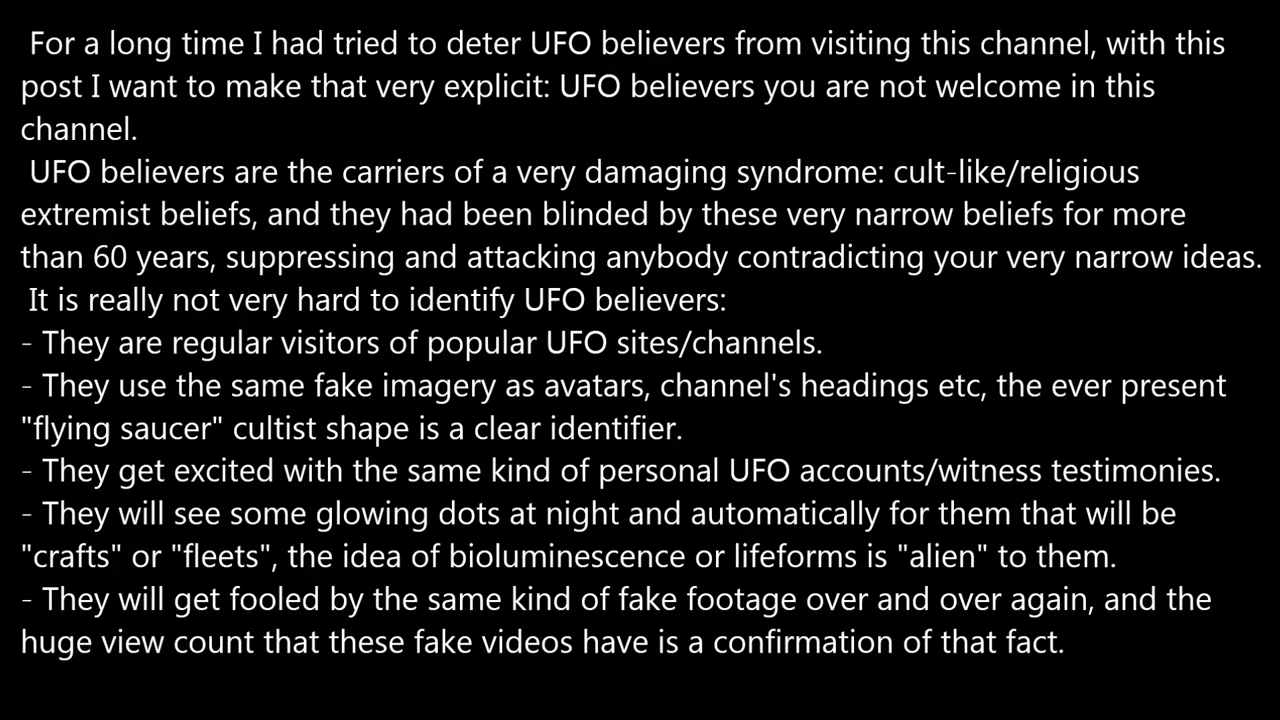 For a long time I had tried to deter UFO believers from visiting this channel, with this
post I want to make that very explicit: UFO believers you are not welcome in this
channel.
UFO believers are the carriers of a very damaging syndrome: cult-like/religious
extremist beliefs, and they had been blinded by these very narrow beliefs for more
than 60 years, suppressing and attacking anybody contradicting your very narrow ideas.
It is really not very hard to identify UFO believers:
- They are regular visitors of popular UFO sites/channels.
- They use the same fake imagery as avatars, channel's headings etc, the ever present
"flying saucer" cultist shape is a clear identifier.
- They get excited with the same kind of personal UFO accounts/witness testimonies.
- They will see some glowing dots at night and automatically for them that will be
"crafts" or "fleets", the idea of bioluminescence or lifeforms is "alien" to them.
- They will get fooled by the same kind of fake footage over and over again, and the
huge view count that these fake videos have is a confirmation of that fact.